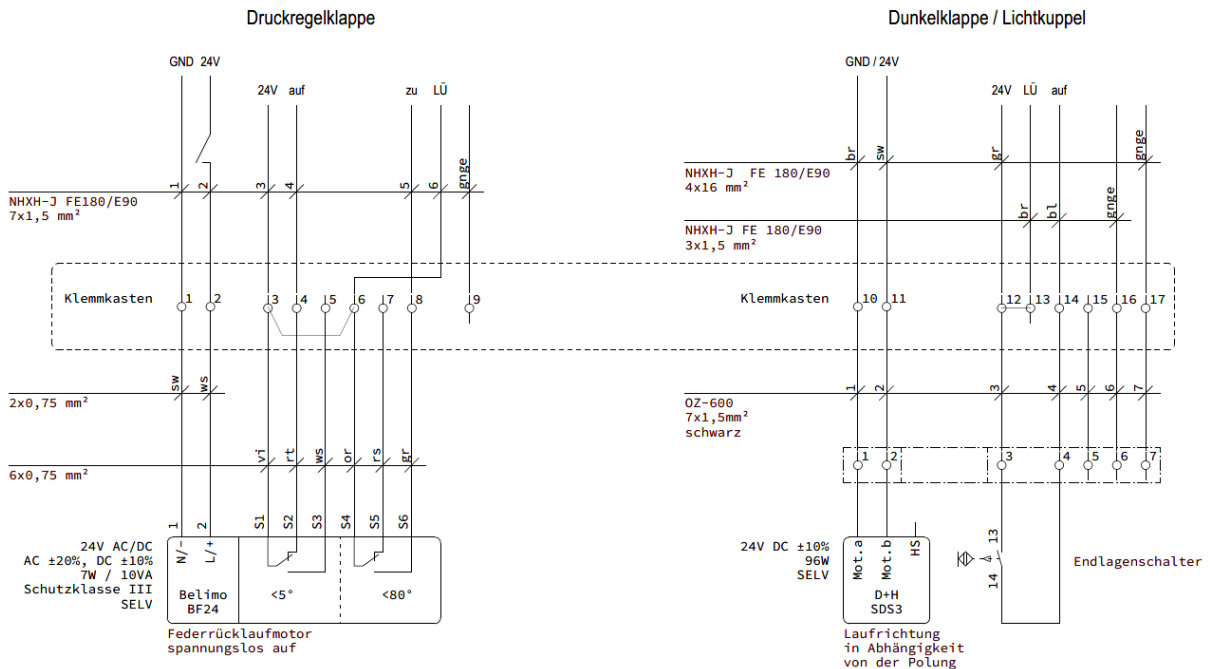 Druckregelklappe
Dunkelklappe / Lichtkuppel
GND 24V
24V auf
zu LÜ
GND / 24V
24V LÜ auf
gnge
br sw gr gnge
1 2 3 4 5 6
NHXH-J FE180/E90
7x1,5 mm²
NHXH-J FE 180/E90
4x16 mm²
br bl gnge
NHXH-J FE 180/E90
3x1,5 mm²
Klemmkasten
1 2 3 4 5 6 7 8 9
Klemmkasten
10 11 12 13 14 15 16 17
sw ws
2x0,75 mm²
1 2 3 4 5 6 7
OZ-600
7x1,5mm²
schwarz
vi rt ws or rs gr
6x0,75 mm²
1 2 3 4 5 6 7
1 2 S1 S2 S3 S4 S5 S6
N/- L/+
24V AC/DC
AC ±20%, DC ±10%
7W / 10VA
Schutzklasse III
SELV
Belimo
BF24
<5°
<80°
Federrücklaufmotor
spannungslos auf
24V DC ±10%
96W
SELV
Mot.a Mot.b HS
D+H
SDS3
13
14
Endlagenschalter
Laufrichtung
in Abhängigkeit
von der Polung